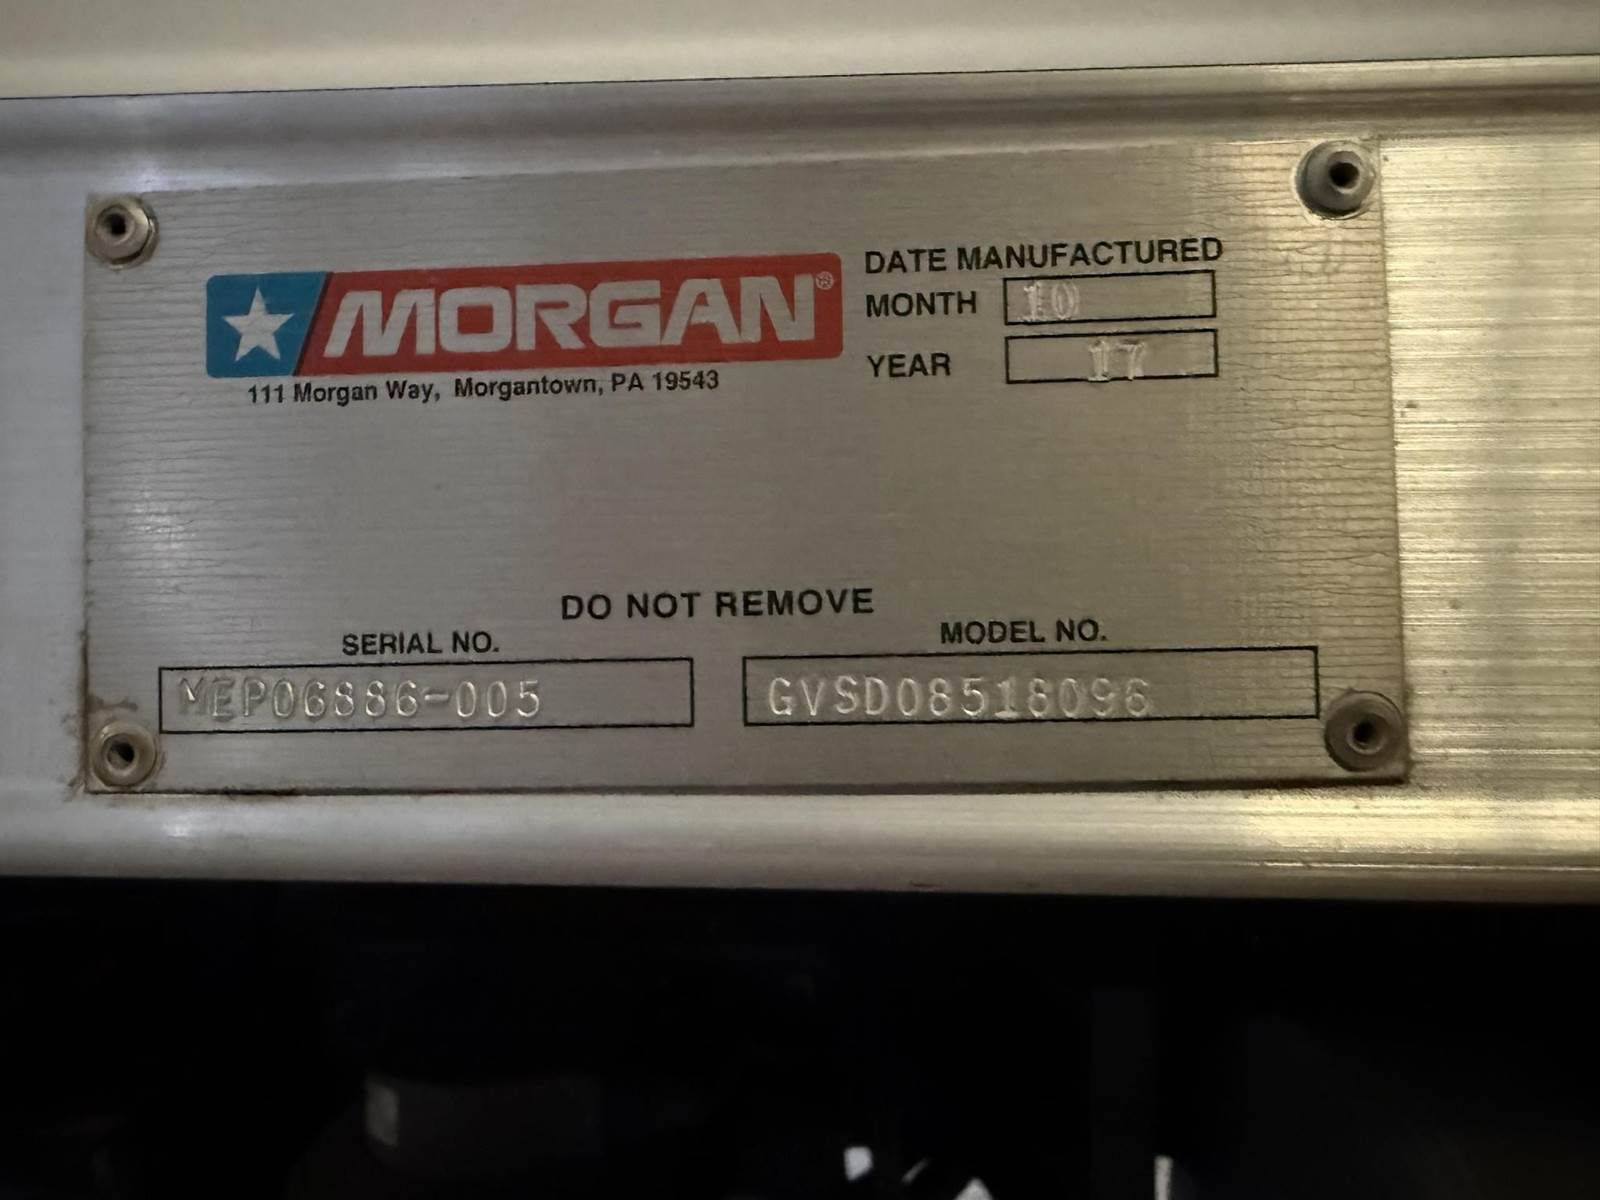 MORGAN®
111 Morgan Way, Morgantown, PA 19543
DATE MANUFACTURED
MONTH 10
YEAR 17
DO NOT REMOVE
SERIAL NO.
MEP06886-005
MODEL NO.
GVSD08518096